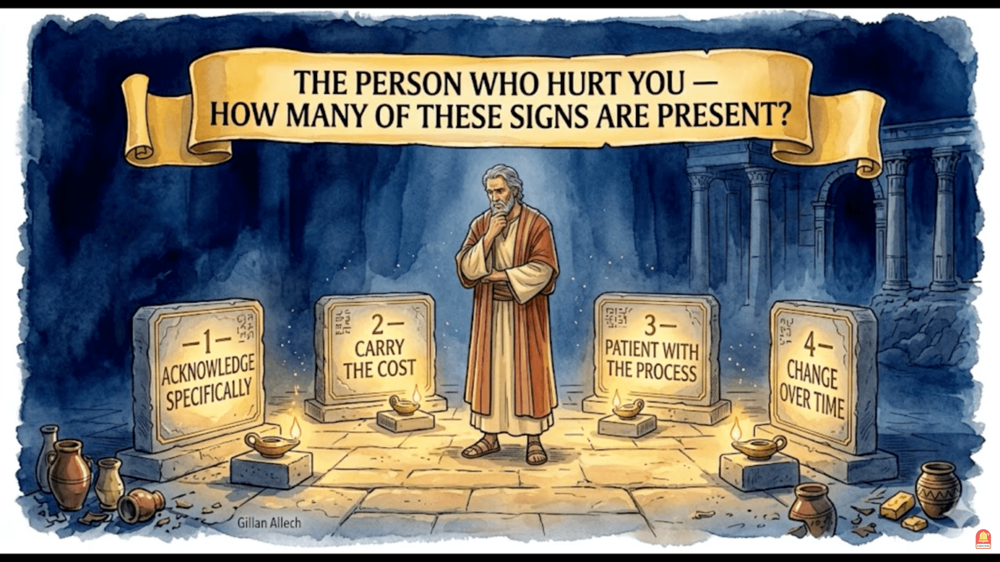 THE PERSON WHO HURT YOU —
HOW MANY OF THESE SIGNS ARE PRESENT?
—1—
ACKNOWLEDGE
SPECIFICALLY
2—
CARRY
THE COST
3—
PATIENT WITH
THE PROCESS
4—
CHANGE
OVER TIME
Gillan Allech
SUBSCRIBE